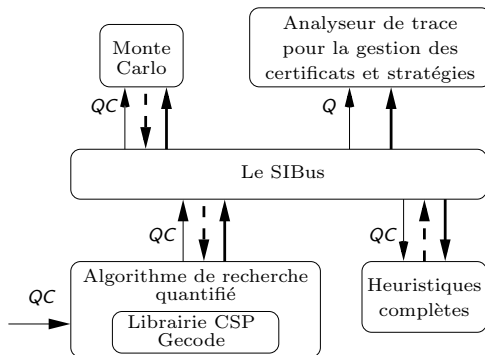 Monte
Carlo
Analyseur de trace
pour la gestion des
certificats et stratégies
QC
Q
Le SIBus
QC
QC
Algorithme de recherche
quantifié
Librairie CSP
Gecode
Heuristiques
complètes
QC